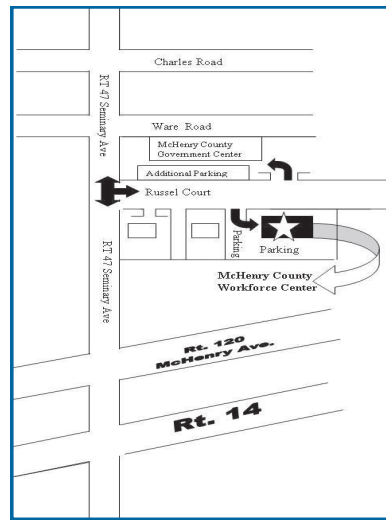 Charles Road
RT 47 Seminary Ave
Ware Road
McHenry County
Government Center
Additional Parking
Russel Court
Parking
Parking
RT 47 Seminary Ave
McHenry County
Workforce Center
Rt. 120
McHenry Ave.
Rt. 14